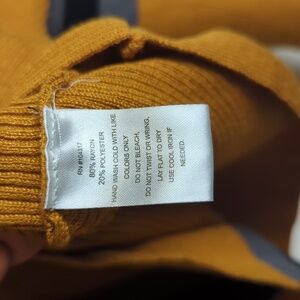 RN #104317
80% RAYON
20% POLYESTER
HAND WASH COLD WITH LIKE
COLORS ONLY
DO NOT BLEACH.
DO NOT TWIST OR WRING.
LAY FLAT TO DRY
USE COOL IRON IF
NEEDED.